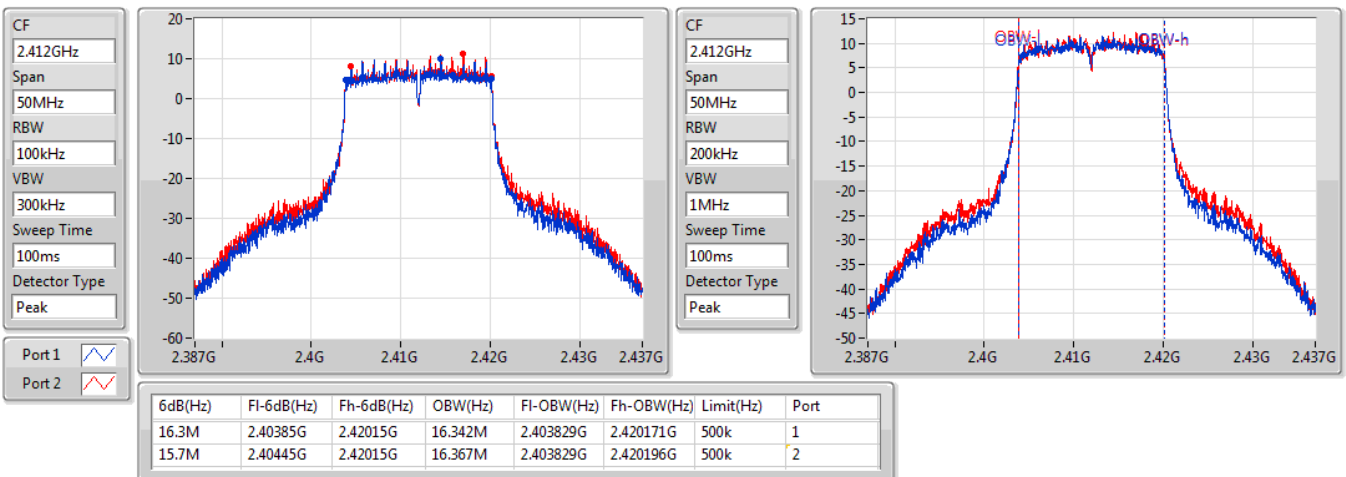 CF
2.412GHz
Span
50MHz
RBW
100kHz
VBW
300kHz
Sweep Time
100ms
Detector Type
Peak
Port 1
Port 2
20
10
0
-10
-20
-30
-40
-50
-60
2.387G 2.4G 2.41G 2.42G 2.43G 2.437G
CF
2.412GHz
Span
50MHz
RBW
200kHz
VBW
1MHz
Sweep Time
100ms
Detector Type
Peak
15
10
5
0
-5
-10
-15
-20
-25
-30
-35
-40
-45
-50
OBW-l OBW-h
2.387G 2.4G 2.41G 2.42G 2.43G 2.437G
6dB(Hz) Fl-6dB(Hz) Fh-6dB(Hz) OBW(Hz) Fl-OBW(Hz) Fh-OBW(Hz) Limit(Hz) Port
16.3M 2.40385G 2.42015G 16.342M 2.403829G 2.420171G 500k 1
15.7M 2.40445G 2.42015G 16.367M 2.403829G 2.420196G 500k 2